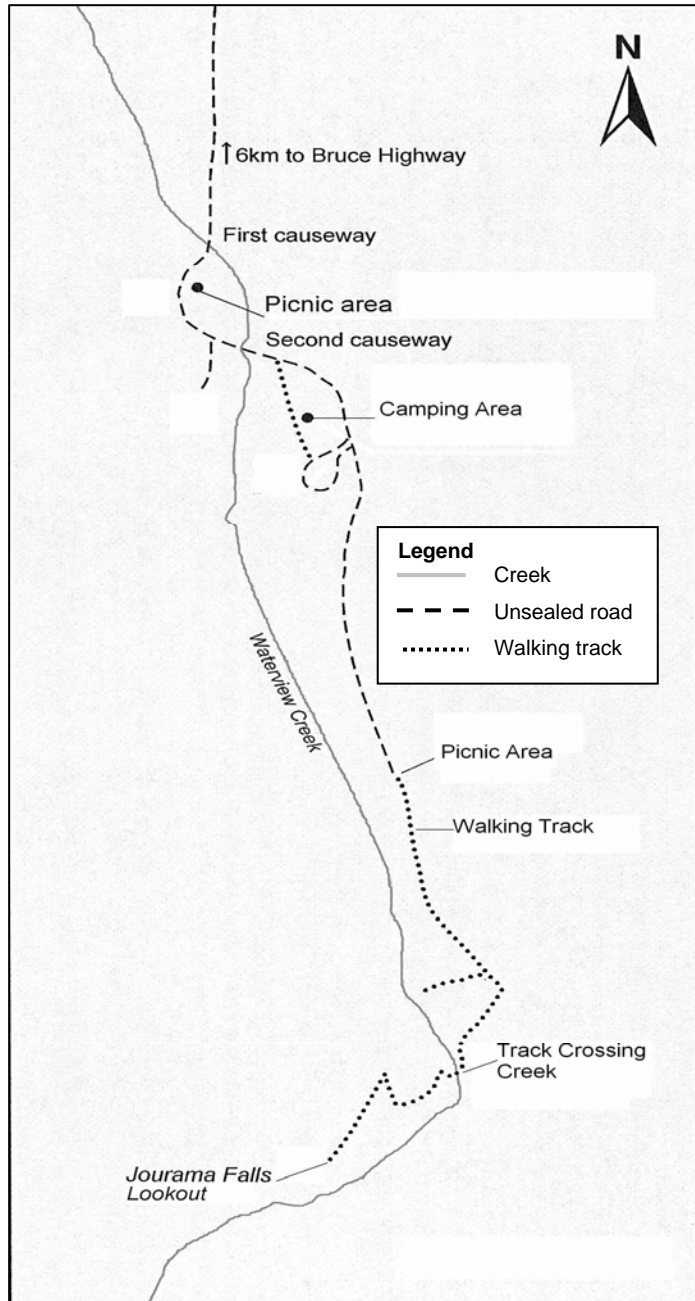 N
↑6km to Bruce Highway
First causeway
Picnic area
Second causeway
Camping Area
Legend
Creek
Unsealed road
Walking track
Waterview Creek
Picnic Area
Walking Track
Track Crossing
Creek
Jourama Falls
Lookout